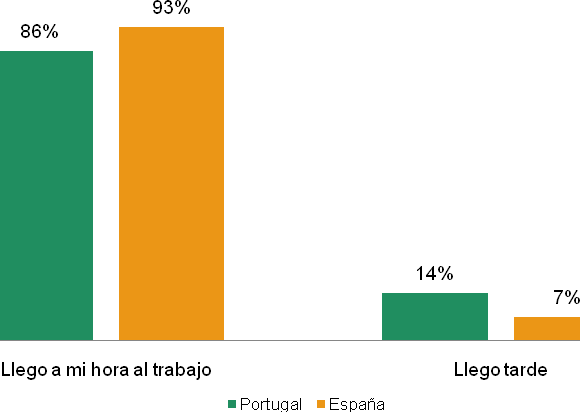 93%
86%
14%
7%
Llego a mi hora al trabajo
Llego tarde
Portugal España